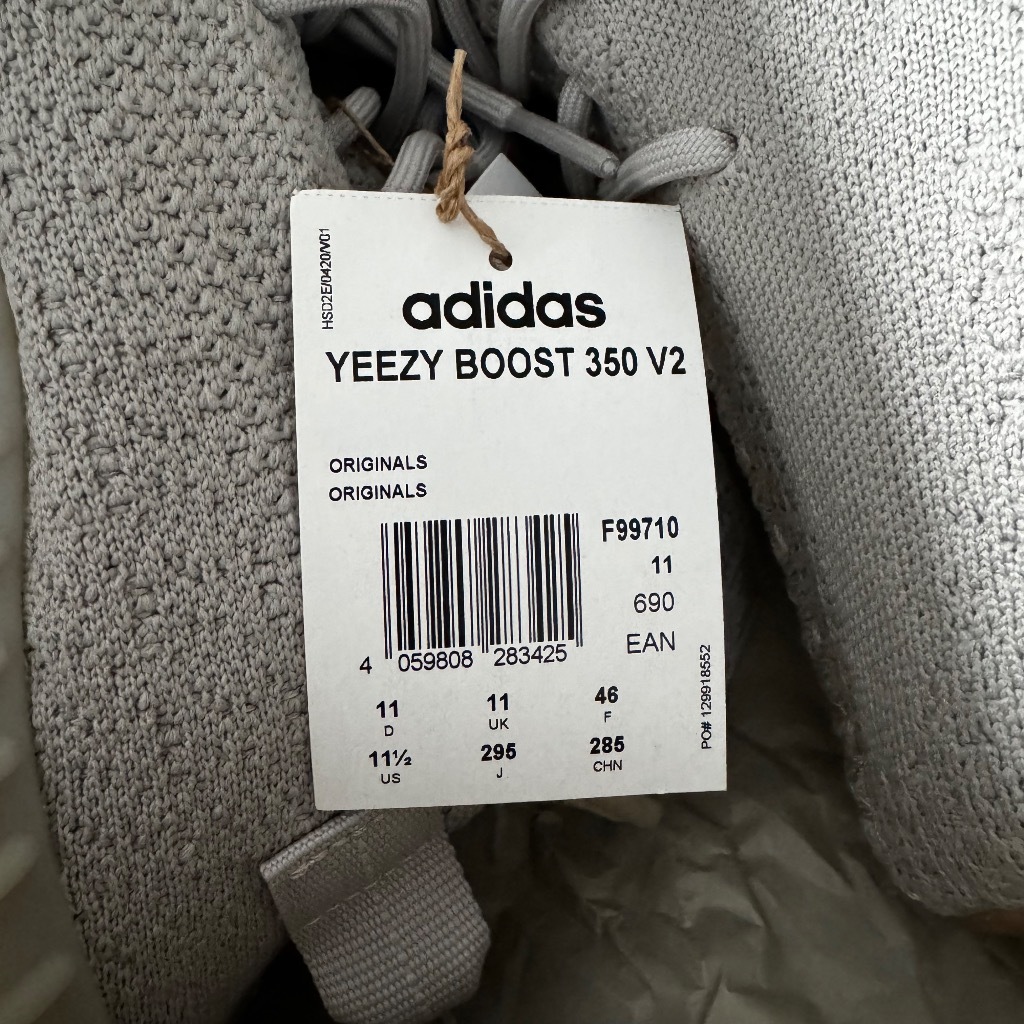 HSD2E/0420/V01
adidas
YEEZY BOOST 350 V2
ORIGINALS
ORIGINALS
F99710
11
690
EAN
4 059808 283425
11 11 46
D UK F
11½ 295 285
US J CHN
PO# 129918552